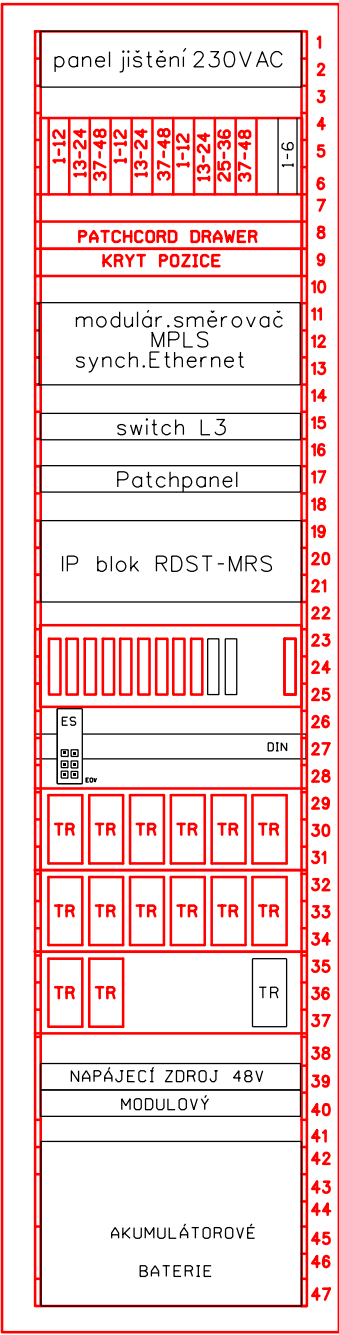 panel jištění 230VAC
1-12 13-24 37-48 1-12 13-24 37-48 1-12 13-24 25-36 37-48 1-6
PATCHCORD DRAWER
KRYT POZICE
modulár.směrovač
MPLS
synch.Ethernet
switch L3
Patchpanel
IP blok RDST-MRS
ES
DIN
EOV
TR TR TR TR TR TR
TR TR TR TR TR TR
TR TR TR
NAPÁJECÍ ZDROJ 48V
MODULOVÝ
AKUMULÁTOROVÉ
BATERIE
1
2
3
4
5
6
7
8
9
10
11
12
13
14
15
16
17
18
19
20
21
22
23
24
25
26
27
28
29
30
31
32
33
34
35
36
37
38
39
40
41
42
43
44
45
46
47